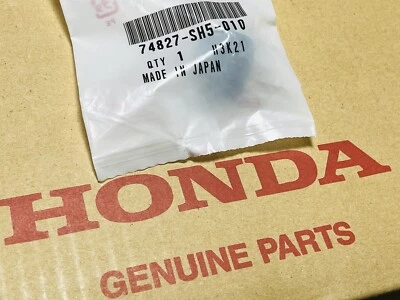 74827-SH5-010
QTY 1 H3K21
MADE IN JAPAN
HONDA
GENUINE PARTS